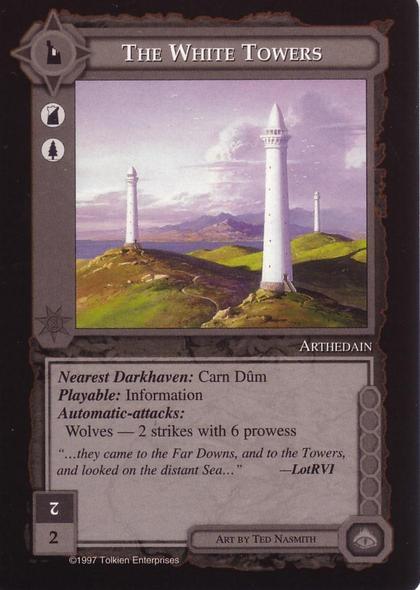 THE WHITE TOWERS
ARTHEDAIN
Nearest Darkhaven: Carn Dûm
Playable: Information
Automatic-attacks:
Wolves — 2 strikes with 6 prowess
“...they came to the Far Downs, and to the Towers,
and looked on the distant Sea...” —LotRVI
2
2
ART BY TED NASMITH
©1997 Tolkien Enterprises